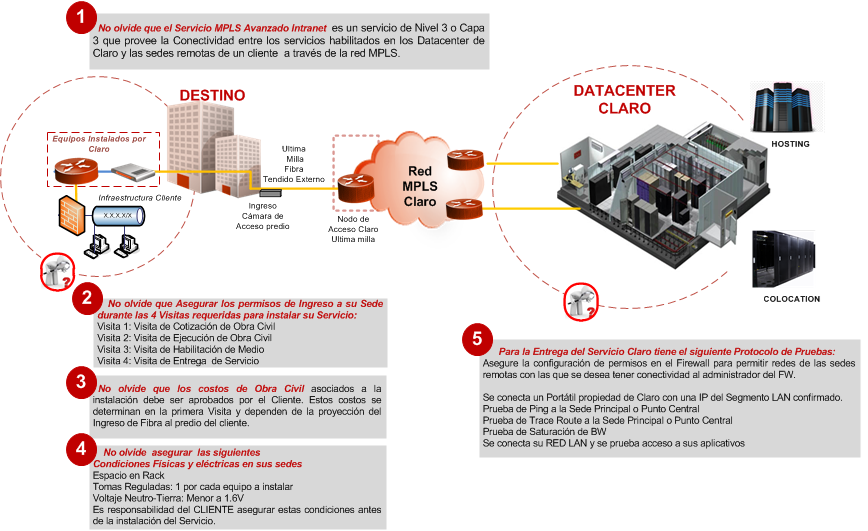 1
No olvide que el Servicio MPLS Avanzado Intranet es un servicio de Nivel 3 o Capa
3 que provee la Conectividad entre los servicios habilitados en los Datacenter de
Claro y las sedes remotas de un cliente a través de la red MPLS.
DESTINO
DATACENTER
CLARO
HOSTING
Equipos Instalados por
Claro
Ultima
Milla
Fibra
Tendido Externo
Red
MPLS
Claro
Infraestructura Cliente
X.X.X.X/X
Ingreso
Cámara de
Acceso predio
Nodo de
Acceso Claro
Ultima milla
?
?
COLOCATION
2
No olvide que Asegurar los permisos de Ingreso a su Sede
durante las 4 Visitas requeridas para instalar su Servicio:
Visita 1: Visita de Cotización de Obra Civil
Visita 2: Visita de Ejecución de Obra Civil
Visita 3: Visita de Habilitación de Medio
Visita 4: Visita de Entrega de Servicio
3
No olvide que los costos de Obra Civil asociados a la
instalación debe ser aprobados por el Cliente. Estos costos se
determinan en la primera Visita y dependen de la proyección del
Ingreso de Fibra al predio del cliente.
4
No olvide asegurar las siguientes
Condiciones Físicas y eléctricas en sus sedes
Espacio en Rack
Tomas Reguladas: 1 por cada equipo a instalar
Voltaje Neutro-Tierra: Menor a 1.6V
Es responsabilidad del CLIENTE asegurar estas condiciones antes
de la instalación del Servicio.
5
Para la Entrega del Servicio Claro tiene el siguiente Protocolo de Pruebas:
Asegure la configuración de permisos en el Firewall para permitir redes de las sedes
remotas con las que se desea tener conectividad al administrador del FW.
Se conecta un Portátil propiedad de Claro con una IP del Segmento LAN confirmado.
Prueba de Ping a la Sede Principal o Punto Central
Prueba de Trace Route a la Sede Principal o Punto Central
Prueba de Saturación de BW
Se conecta su RED LAN y se prueba acceso a sus aplicativos